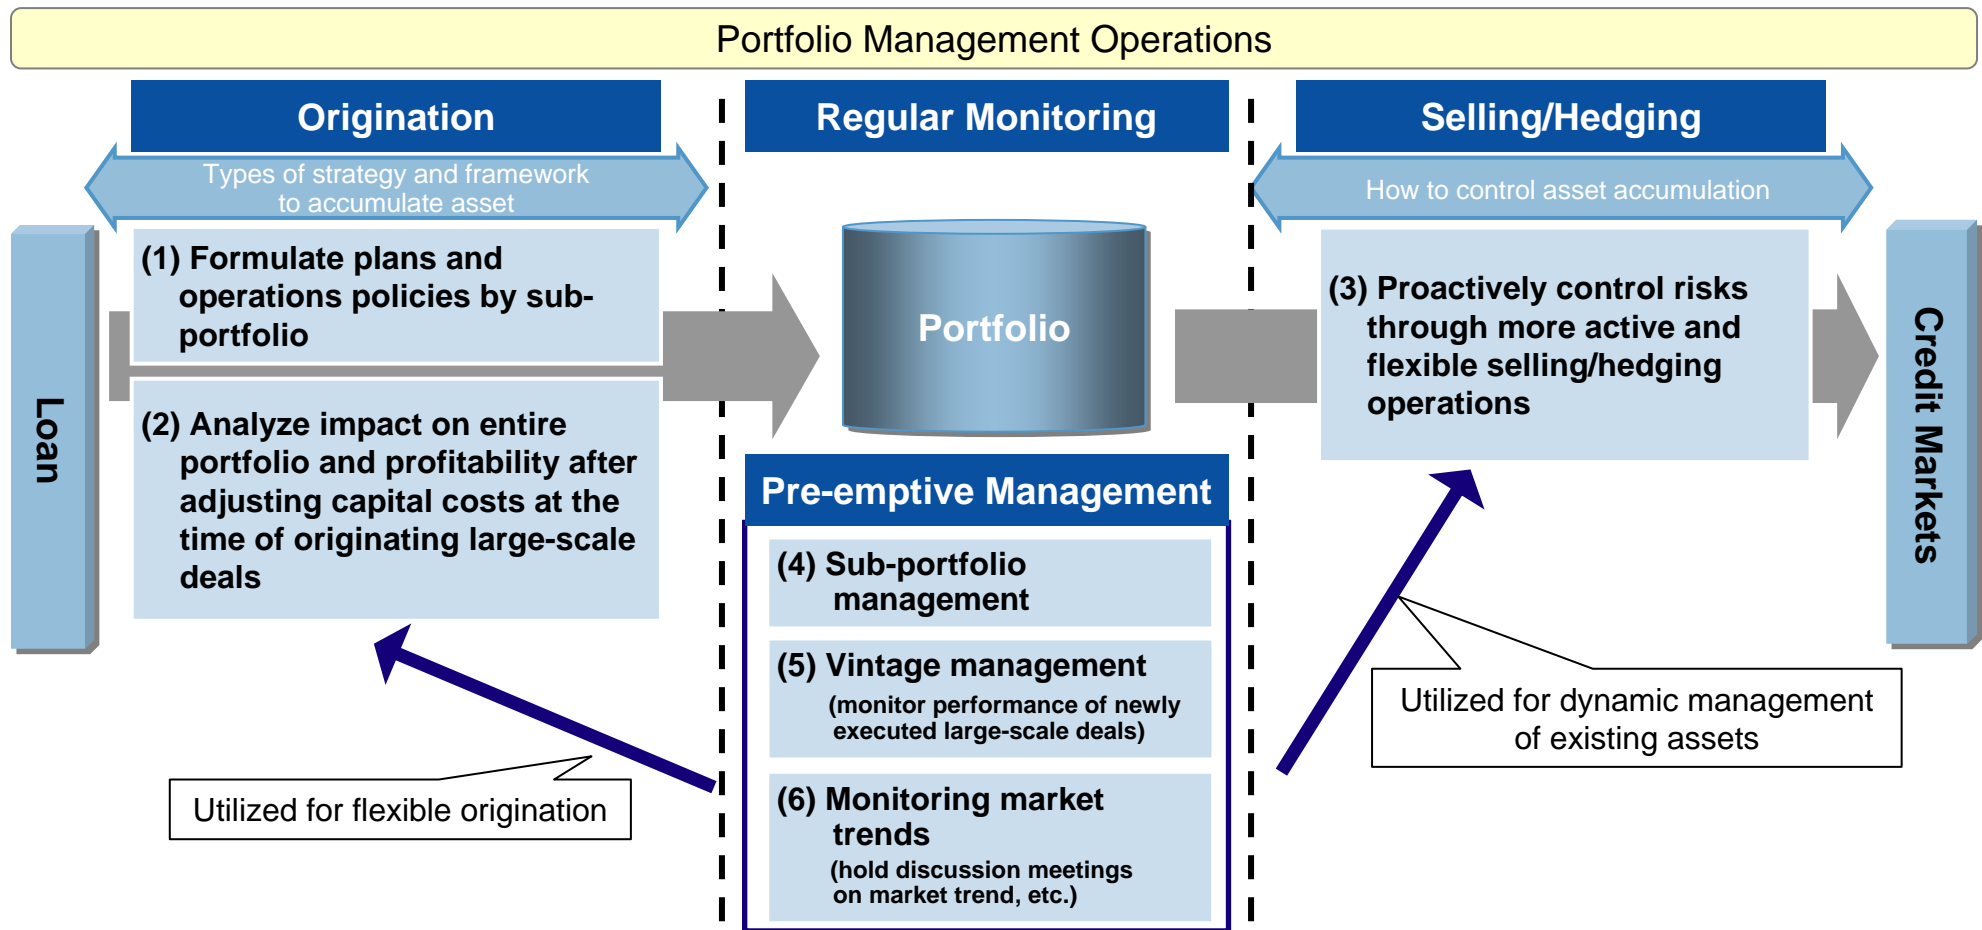 Portfolio Management Operations
Origination
Types of strategy and framework
to accumulate asset
Loan
(1) Formulate plans and
operations policies by sub-
portfolio
(2) Analyze impact on entire
portfolio and profitability after
adjusting capital costs at the
time of originating large-scale
deals
Utilized for flexible origination
Regular Monitoring
Portfolio
Pre-emptive Management
(4) Sub-portfolio
management
(5) Vintage management
(monitor performance of newly
executed large-scale deals)
(6) Monitoring market
trends
(hold discussion meetings
on market trend, etc.)
Selling/Hedging
How to control asset accumulation
(3) Proactively control risks
through more active and
flexible selling/hedging
operations
Credit Markets
Utilized for dynamic management
of existing assets